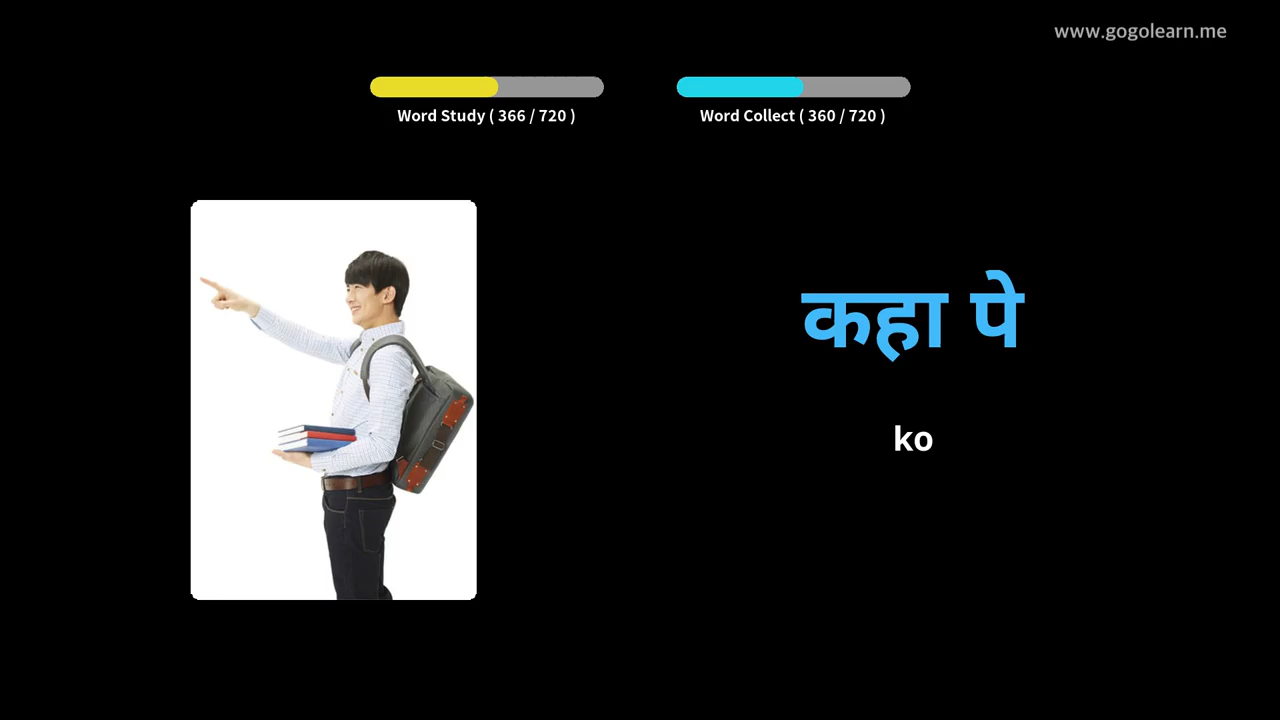 www.gogolearn.me
Word Study ( 366 / 720 )
Word Collect ( 360 / 720 )
कहा पे
ko